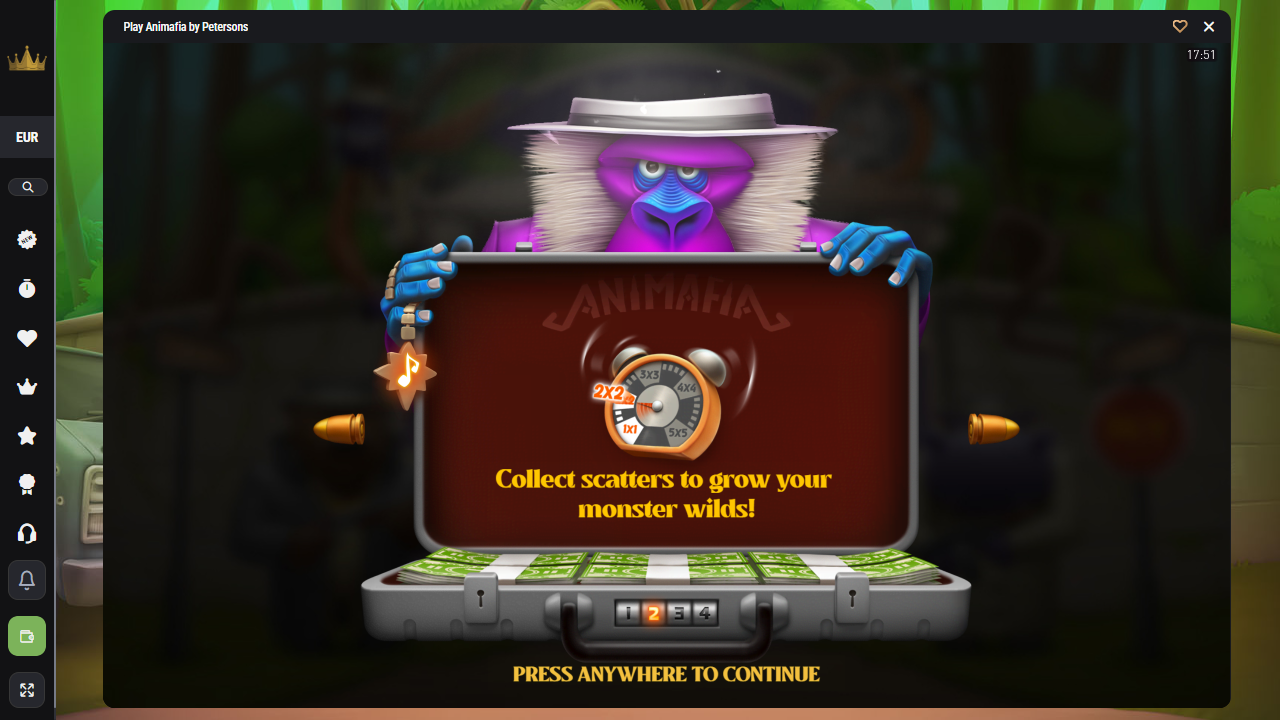 Play Animafia by Petersons
17:51
EUR
NEW
ANIMAFIA
3X3
4X4
2X2
1X1
5X5
Collect scatters to grow your
monster wilds!
1 2 3 4
PRESS ANYWHERE TO CONTINUE